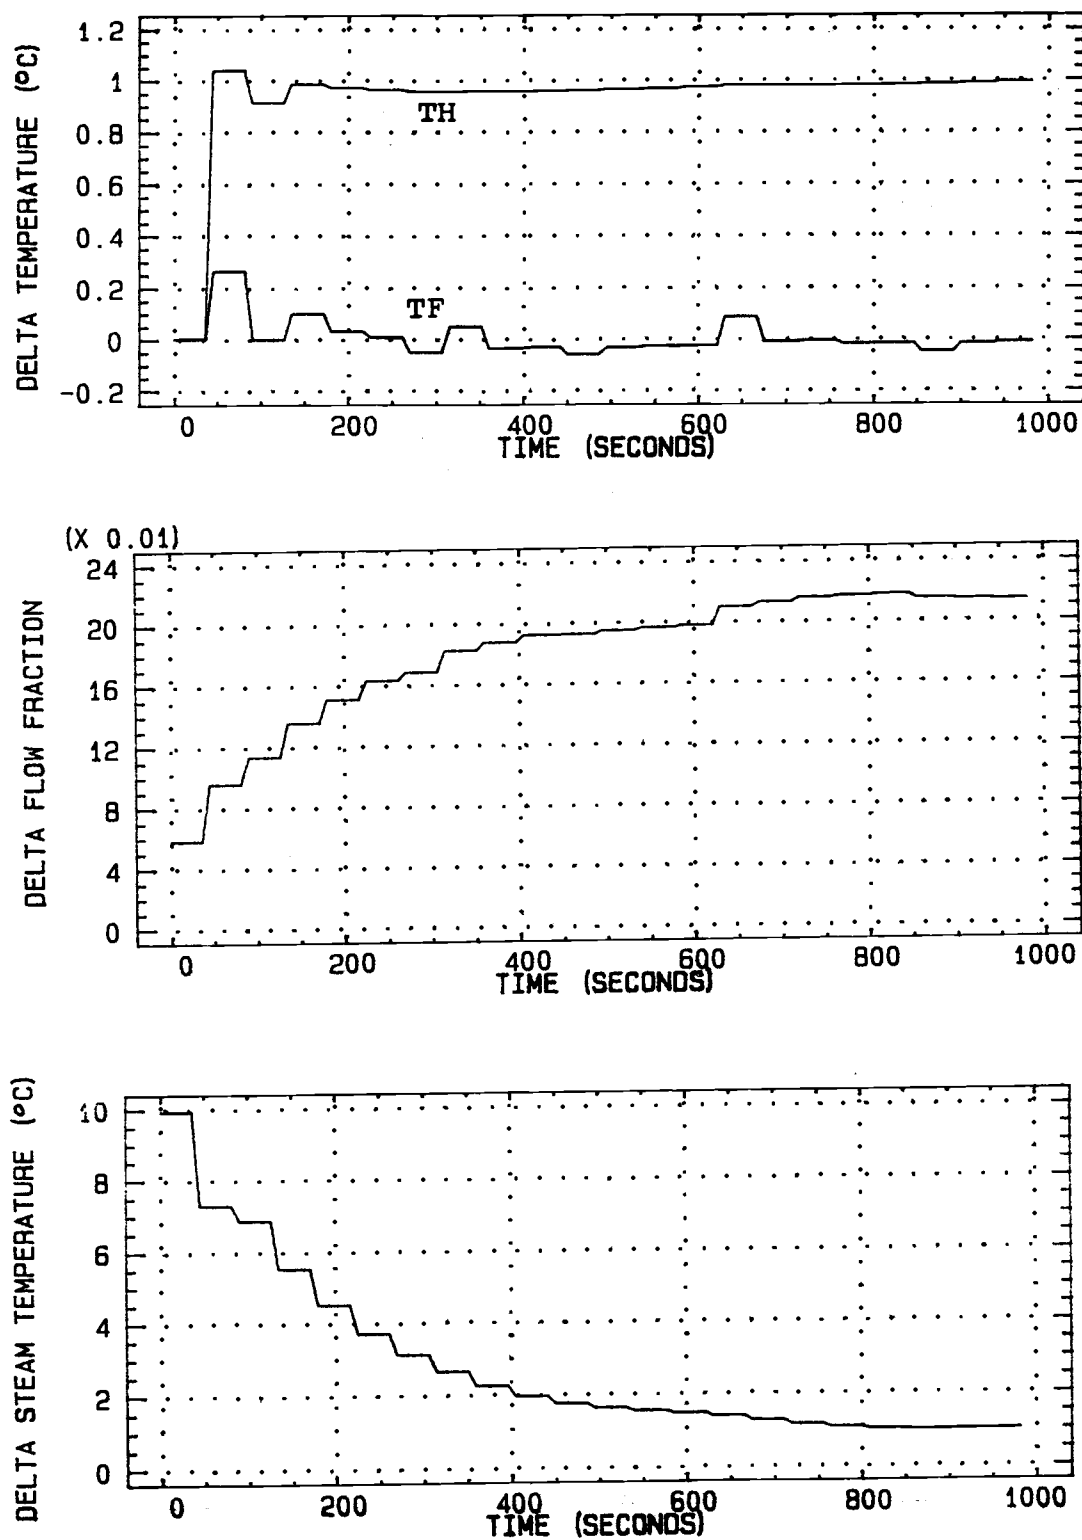 DELTA TEMPERATURE (ºC)
1.2
1
0.8
0.6
0.4
0.2
0
-0.2
TH
TF
0 200 400 600 800 1000
TIME (SECONDS)
(X 0.01)
DELTA FLOW FRACTION
24
20
16
12
8
4
0
0 200 400 600 800 1000
TIME (SECONDS)
DELTA STEAM TEMPERATURE (ºC)
10
8
6
4
2
0
0 200 400 600 800 1000
TIME (SECONDS)